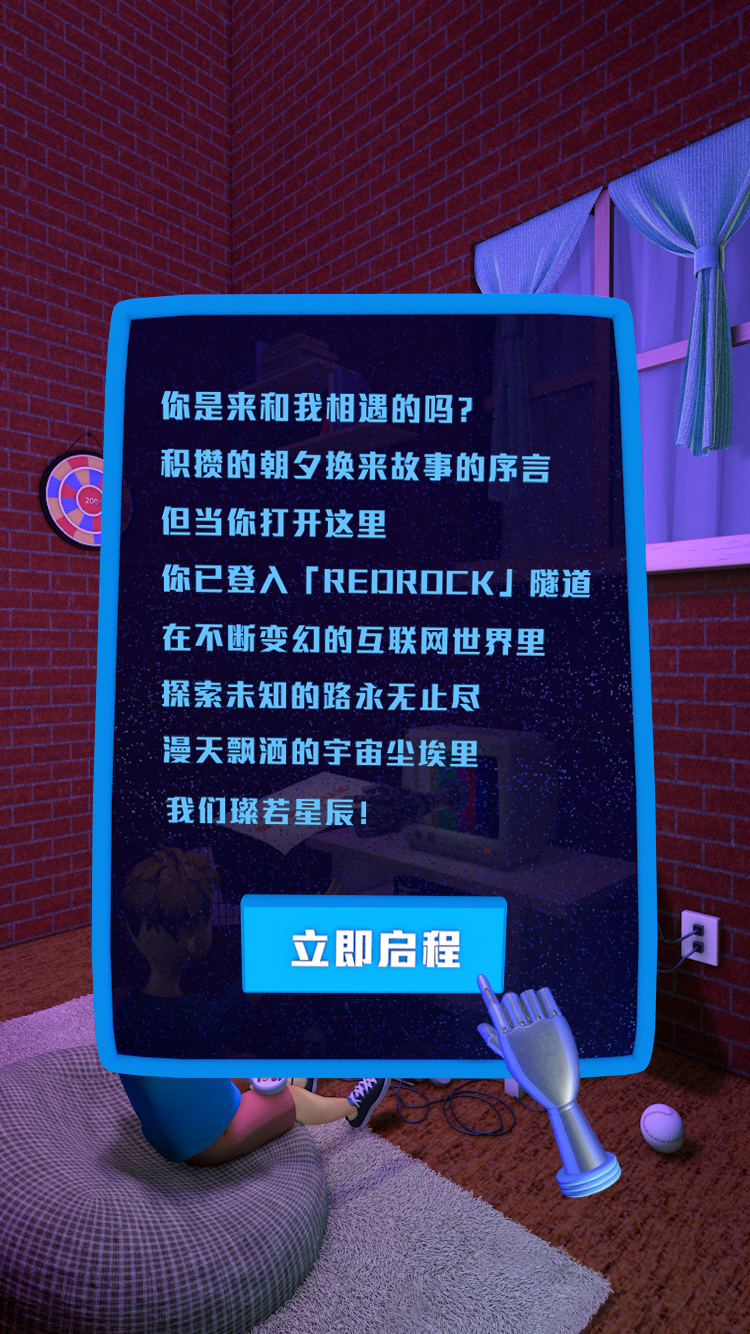 你是来和我相遇的吗?
积攒的朝夕换来故事的序言
但当你打开这里
你已登入「REDROCK」隧道
在不断变幻的互联网世界里
探索未知的路永无止尽
漫天飘洒的宇宙尘埃里
我们璨若星辰!
立即启程
200